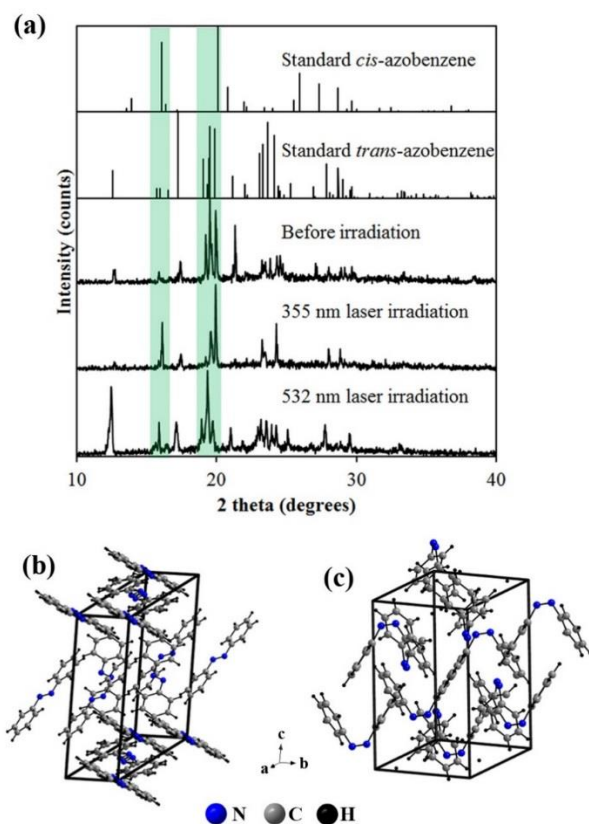 (a)
Intensity (counts)
Standard cis-azobenzene
Standard trans-azobenzene
Before irradiation
355 nm laser irradiation
532 nm laser irradiation
10 20 30 40
2 theta (degrees)
(b)
(c)
c
a b
N C H